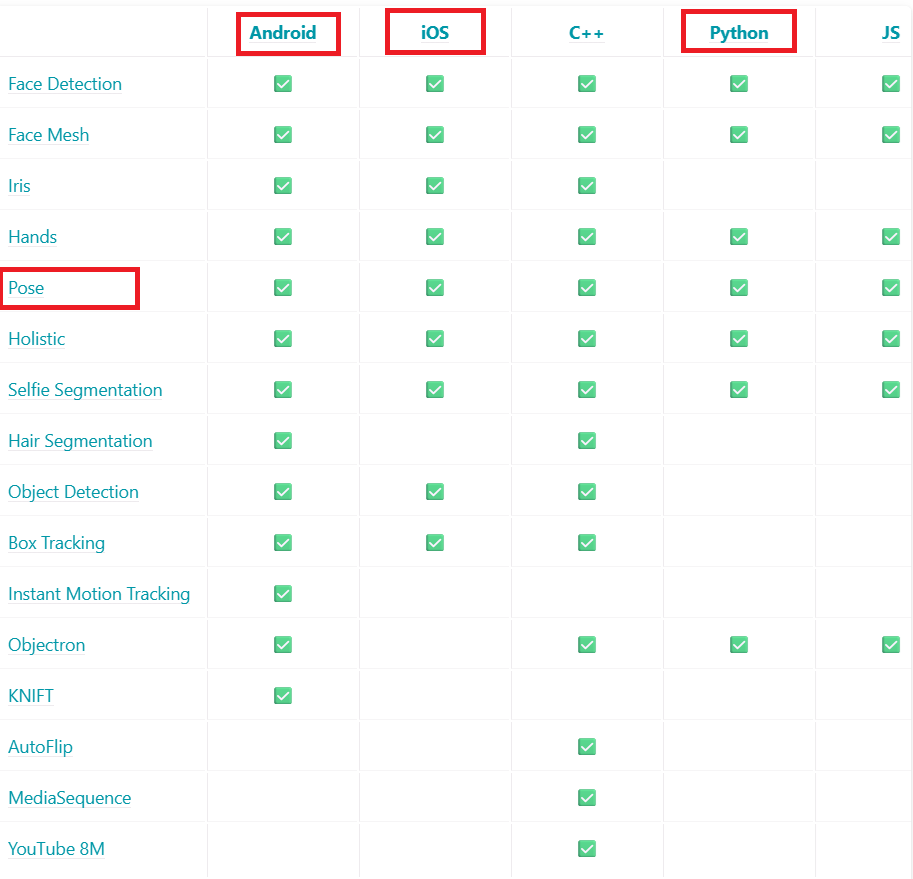 Android iOS C++ Python JS
Face Detection ✅ ✅ ✅ ✅ ✅
Face Mesh ✅ ✅ ✅ ✅ ✅
Iris ✅ ✅ ✅
Hands ✅ ✅ ✅ ✅ ✅
Pose ✅ ✅ ✅ ✅ ✅
Holistic ✅ ✅ ✅ ✅ ✅
Selfie Segmentation ✅ ✅ ✅ ✅ ✅
Hair Segmentation ✅ ✅
Object Detection ✅ ✅ ✅
Box Tracking ✅ ✅ ✅
Instant Motion Tracking ✅
Objectron ✅ ✅ ✅ ✅
KNIFT ✅
AutoFlip ✅
MediaSequence ✅
YouTube 8M ✅